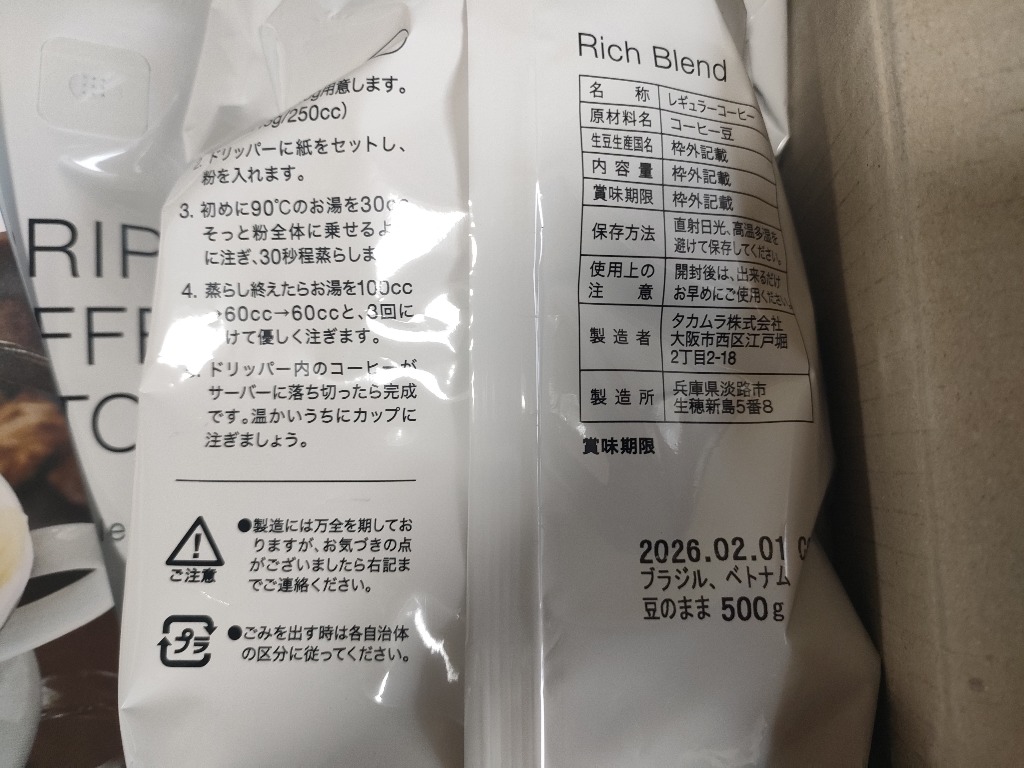 RIP
FFE
TO
用意します。
g/250cc)
ドリッパーに紙をセットし、
粉を入れます。
3. 初めに90℃のお湯を30cc
そっと粉全体に乗せるよ
に注ぎ、30秒程蒸らしま
4. 蒸らし終えたらお湯を100cc
→60cc→60ccと、3回に
けて優しく注ぎます。
ドリッパー内のコーヒーが
サーバーに落ち切ったら完成
です。温かいうちにカップに
注ぎましょう。
ご注意
●製造には万全を期してお
りますが、お気づきの点
がございましたら右記ま
でご連絡ください。
プラ
●ごみを出す時は各自治体
の区分に従ってください。
Rich Blend
名称 レギュラーコーヒー
原材料名 コーヒー豆
生豆生産国名 枠外記載
内容量 枠外記載
賞味期限 枠外記載
保存方法 直射日光、高温多湿を
避けて保存してください。
使用上の 開封後は、出来るだけ
注意 お早めにご使用ください。
製造者 タカムラ株式会社
大阪市西区江戸堀
2丁目2-18
製造所 兵庫県淡路市
生穂新島5番8
賞味期限
2026.02.01
ブラジル、ベトナム
豆のまま 500g